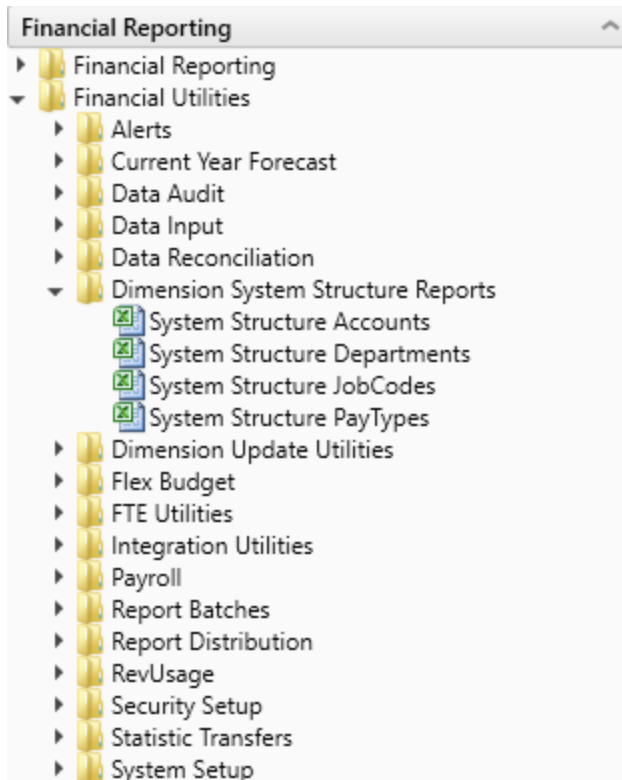 Financial Reporting
Financial Reporting
Financial Utilities
Alerts
Current Year Forecast
Data Audit
Data Input
Data Reconciliation
Dimension System Structure Reports
System Structure Accounts
System Structure Departments
System Structure JobCodes
System Structure PayTypes
Dimension Update Utilities
Flex Budget
FTE Utilities
Integration Utilities
Payroll
Report Batches
Report Distribution
RevUsage
Security Setup
Statistic Transfers
System Setup